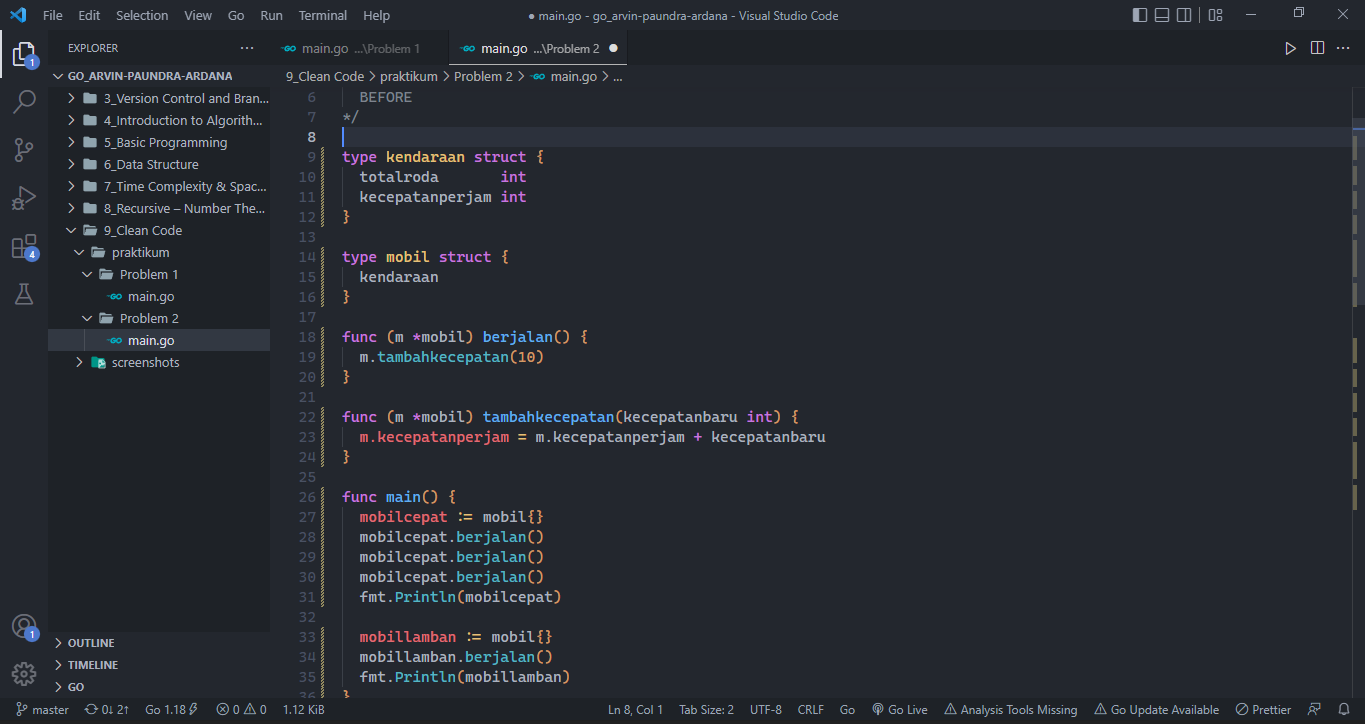 File Edit Selection View Go Run Terminal Help
● main.go - go_arvin-paundra-ardana - Visual Studio Code
EXPLORER
main.go ...\Problem 1
main.go ...\Problem 2
GO_ARVIN-PAUNDRA-ARDANA
9_Clean Code > praktikum > Problem 2 > main.go > ...
3_Version Control and Bran...
4_Introduction to Algorith...
5_Basic Programming
6_Data Structure
7_Time Complexity & Spac...
8_Recursive – Number The...
9_Clean Code
praktikum
Problem 1
main.go
Problem 2
main.go
screenshots
OUTLINE
TIMELINE
GO
1
4
1
6 BEFORE
7 */
8
9 type kendaraan struct {
10 totalroda int
11 kecepatanperjam int
12 }
13
14 type mobil struct {
15 kendaraan
16 }
17
18 func (m *mobil) berjalan() {
19 m.tambahkecepatan(10)
20 }
21
22 func (m *mobil) tambahkecepatan(kecepatanbaru int) {
23 m.kecepatanperjam = m.kecepatanperjam + kecepatanbaru
24 }
25
26 func main() {
27 mobilcepat := mobil{}
28 mobilcepat.berjalan()
29 mobilcepat.berjalan()
30 mobilcepat.berjalan()
31 fmt.Println(mobilcepat)
32
33 mobillamban := mobil{}
34 mobillamban.berjalan()
35 fmt.Println(mobillamban)
36 }
master 0↓ 2↑ Go 1.18 0 0 1.12 KiB Ln 8, Col 1 Tab Size: 2 UTF-8 CRLF Go Go Live Analysis Tools Missing Go Update Available Prettier